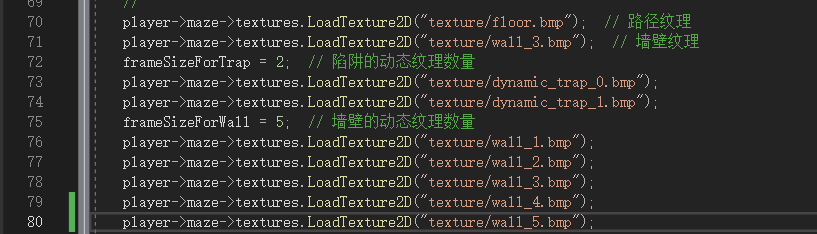 69 //
70 player->maze->textures.LoadTexture2D("texture/floor.bmp"); // 路径纹理
71 player->maze->textures.LoadTexture2D("texture/wall_3.bmp"); // 墙壁纹理
72 frameSizeForTrap = 2; // 陷阱的动态纹理数量
73 player->maze->textures.LoadTexture2D("texture/dynamic_trap_0.bmp");
74 player->maze->textures.LoadTexture2D("texture/dynamic_trap_1.bmp");
75 frameSizeForWall = 5; // 墙壁的动态纹理数量
76 player->maze->textures.LoadTexture2D("texture/wall_1.bmp");
77 player->maze->textures.LoadTexture2D("texture/wall_2.bmp");
78 player->maze->textures.LoadTexture2D("texture/wall_3.bmp");
79 player->maze->textures.LoadTexture2D("texture/wall_4.bmp");
80 player->maze->textures.LoadTexture2D("texture/wall_5.bmp");